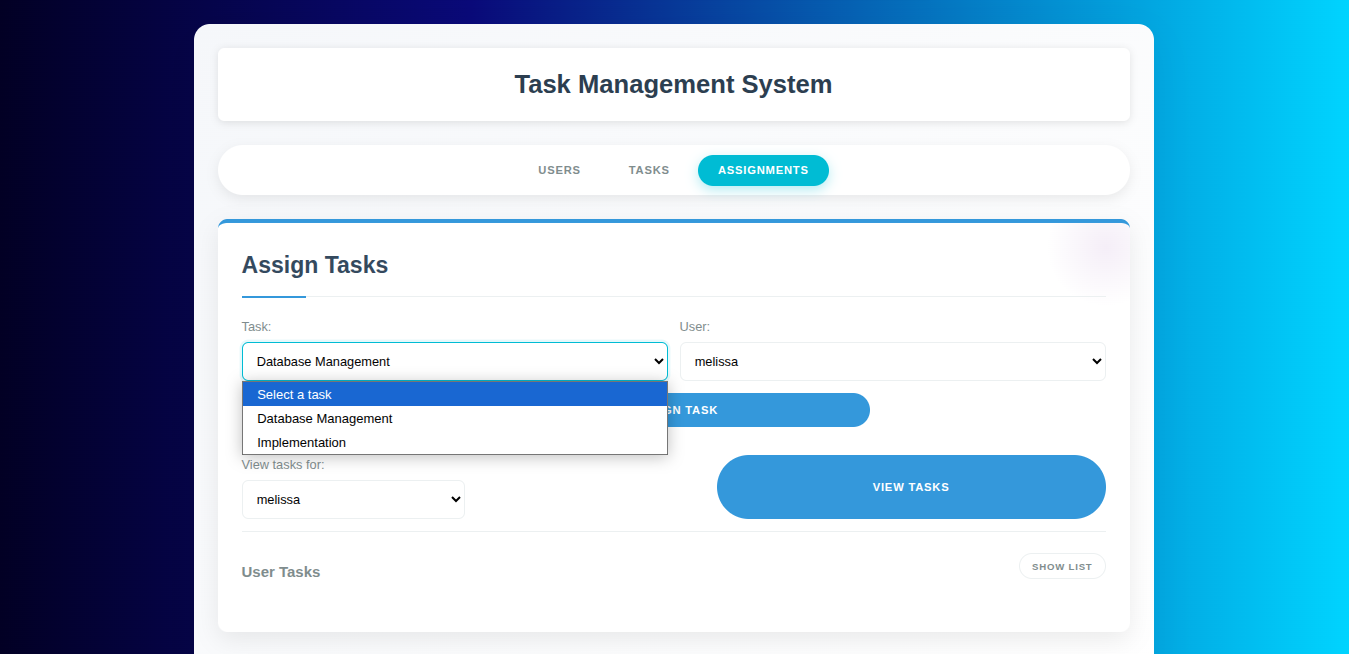 Task Management System
USERS TASKS ASSIGNMENTS
Assign Tasks
Task: User:
Database Management melissa
Select a task
Database Management
Implementation
GN TASK
View tasks for:
melissa VIEW TASKS
User Tasks SHOW LIST